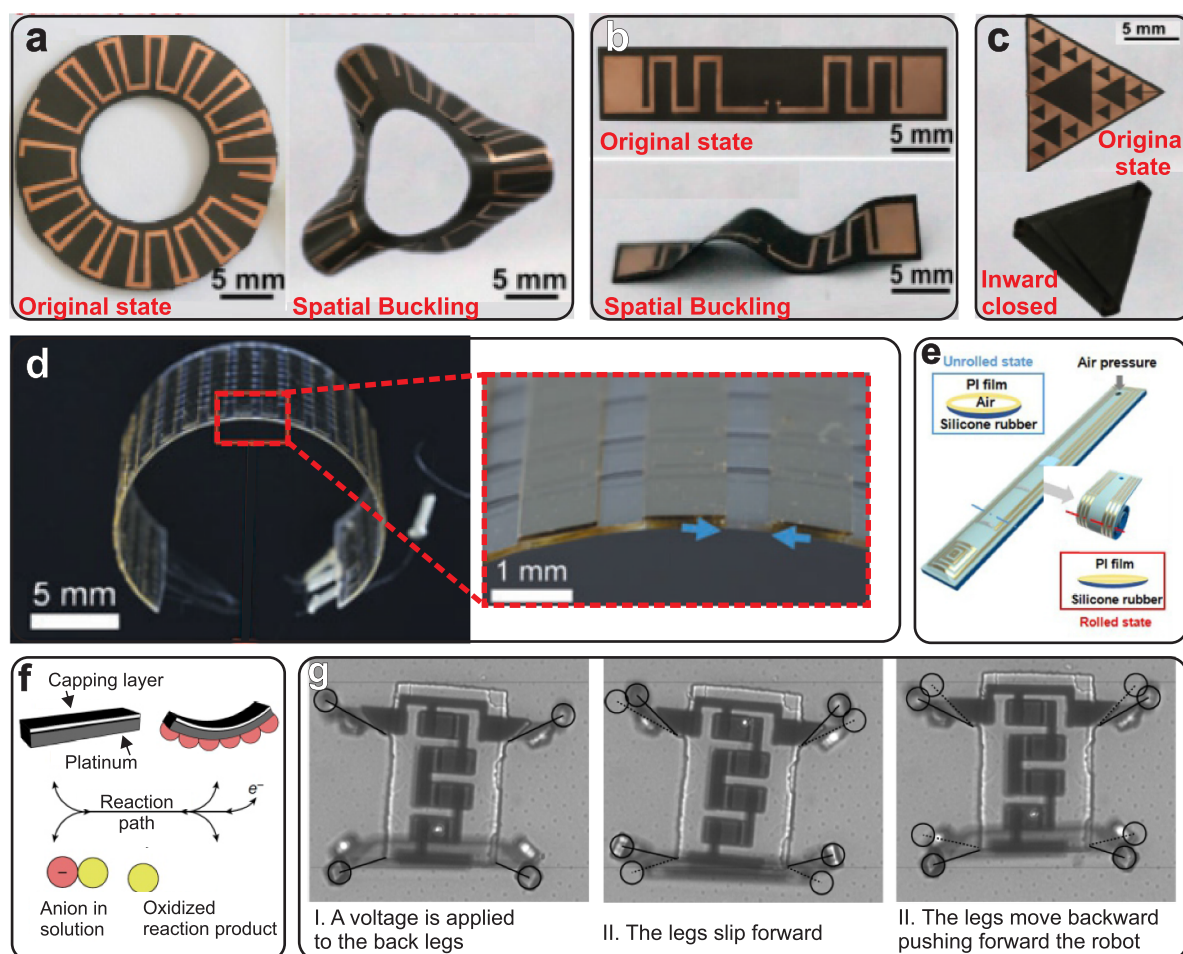 a
5 mm
5 mm
Original state
Spatial Buckling
b
Original state
5 mm
5 mm
Spatial Buckling
c
5 mm
Original
state
Inward
closed
d
5 mm
1 mm
e
Unrolled state
Air pressure
PI film
Air
Silicone rubber
PI film
Silicone rubber
Rolled state
f
Capping layer
Platinum
e⁻
Reaction
path
−
Anion in
solution
Oxidized
reaction product
g
I. A voltage is applied
to the back legs
II. The legs slip forward
II. The legs move backward
pushing forward the robot